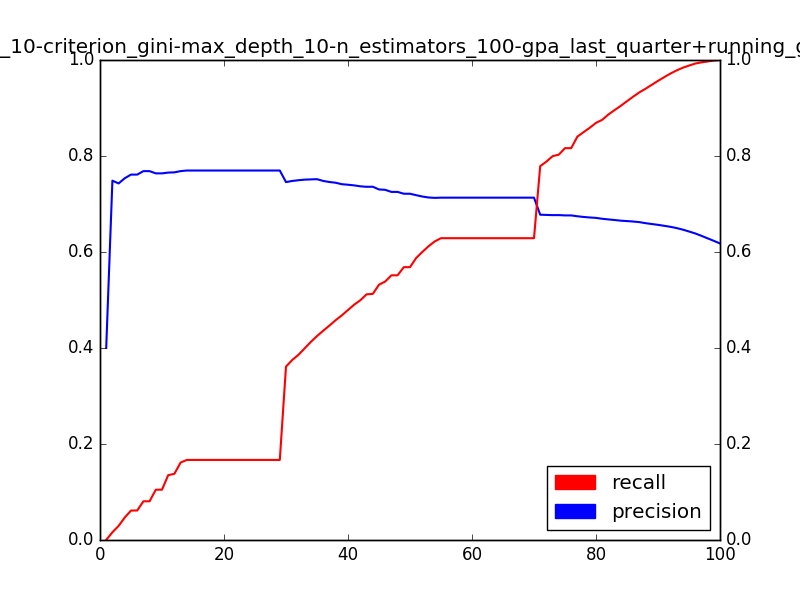 _10-criterion_gini-max_depth_10-n_estimators_100-gpa_last_quarter+running_g
1.0 1.0
0.8 0.8
0.6 0.6
0.4 0.4
0.2 0.2
recall
precision
0.0 0.0
0 20 40 60 80 100